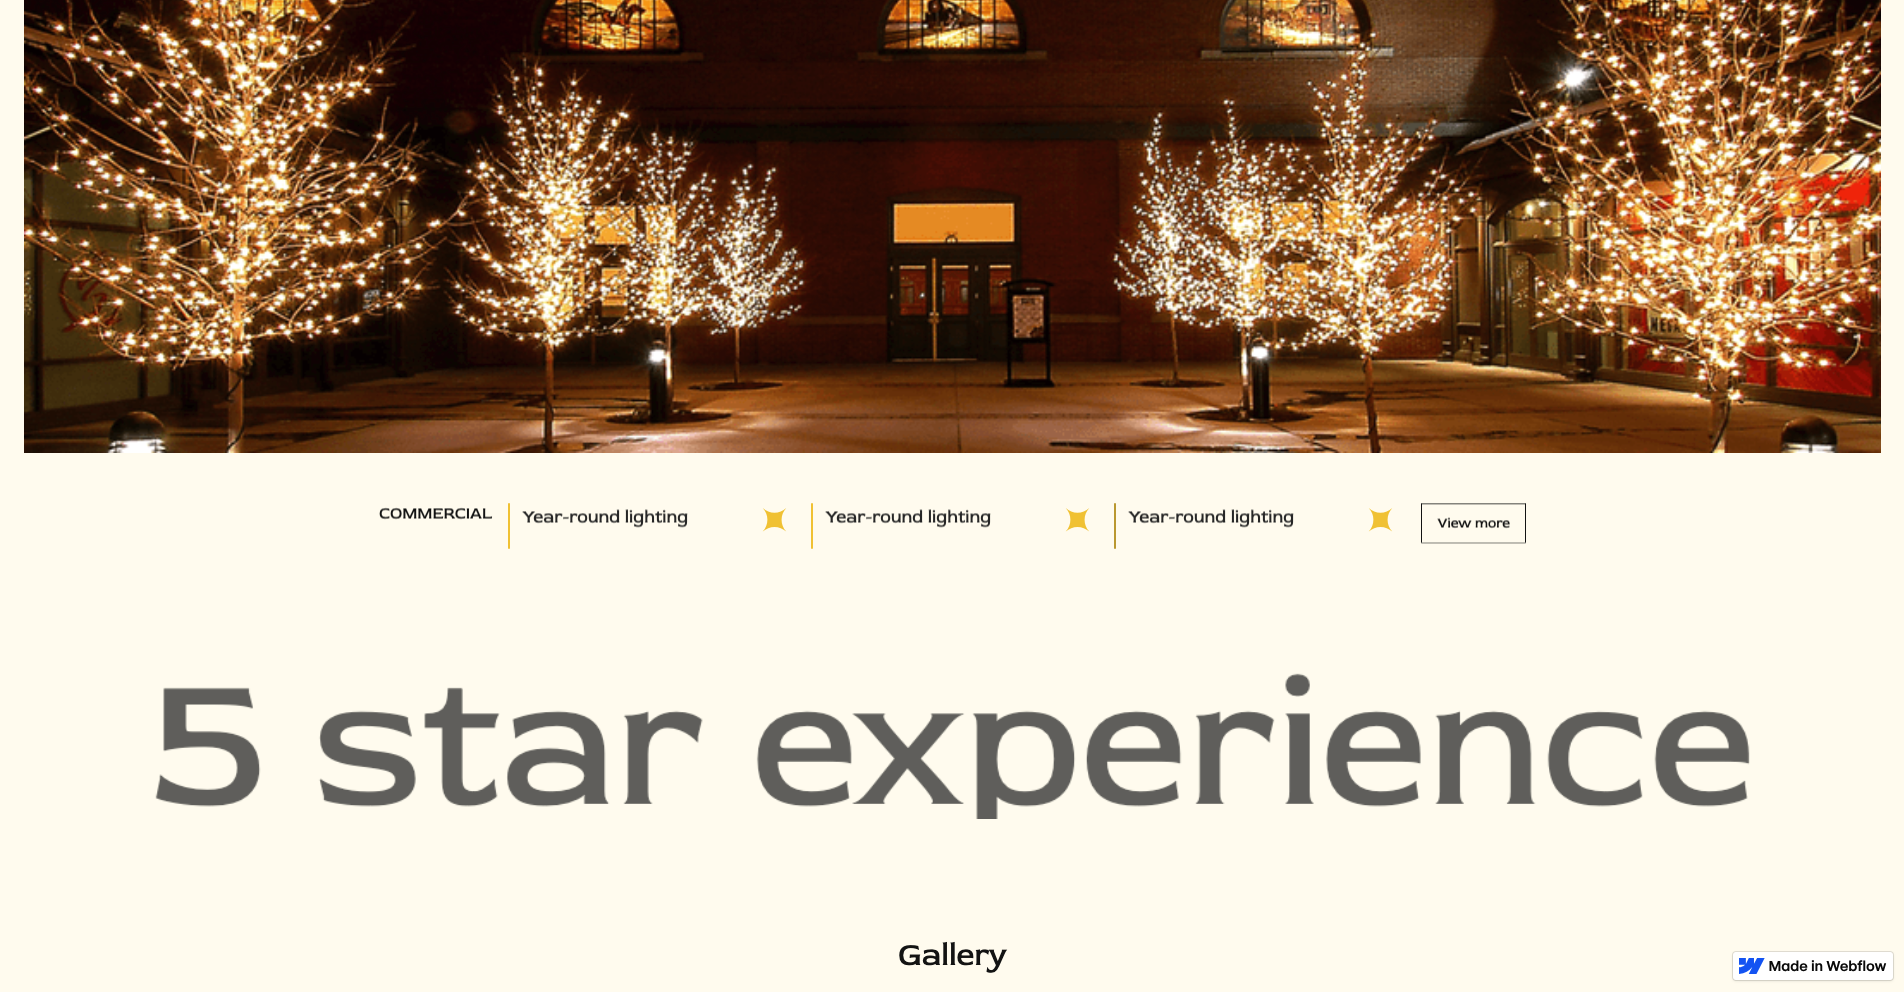 COMMERCIAL
Year-round lighting
Year-round lighting
Year-round lighting
View more
5 star experience
Gallery
Made in Webflow